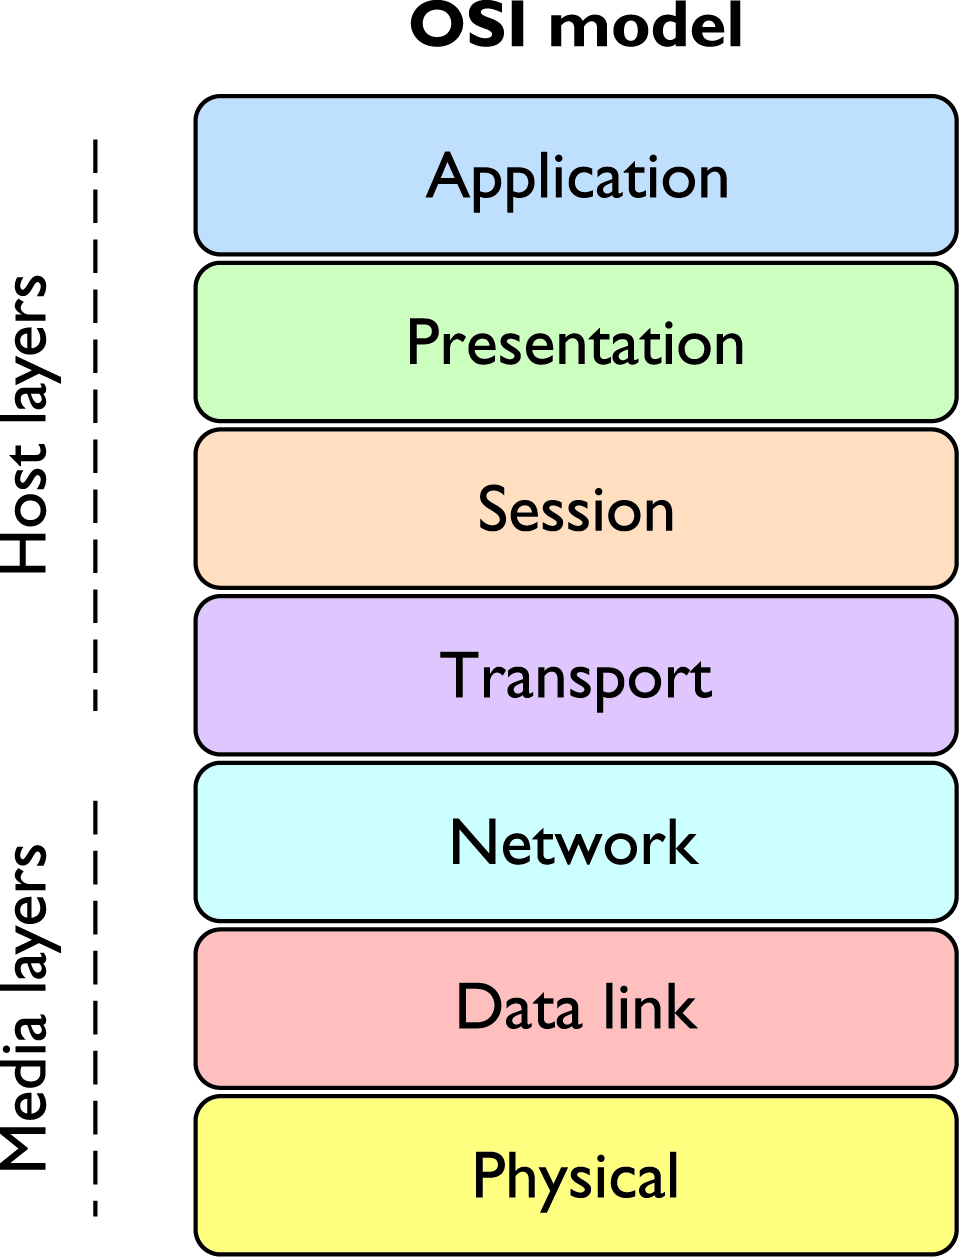 OSI model
Host layers
Application
Presentation
Session
Transport
Media layers
Network
Data link
Physical